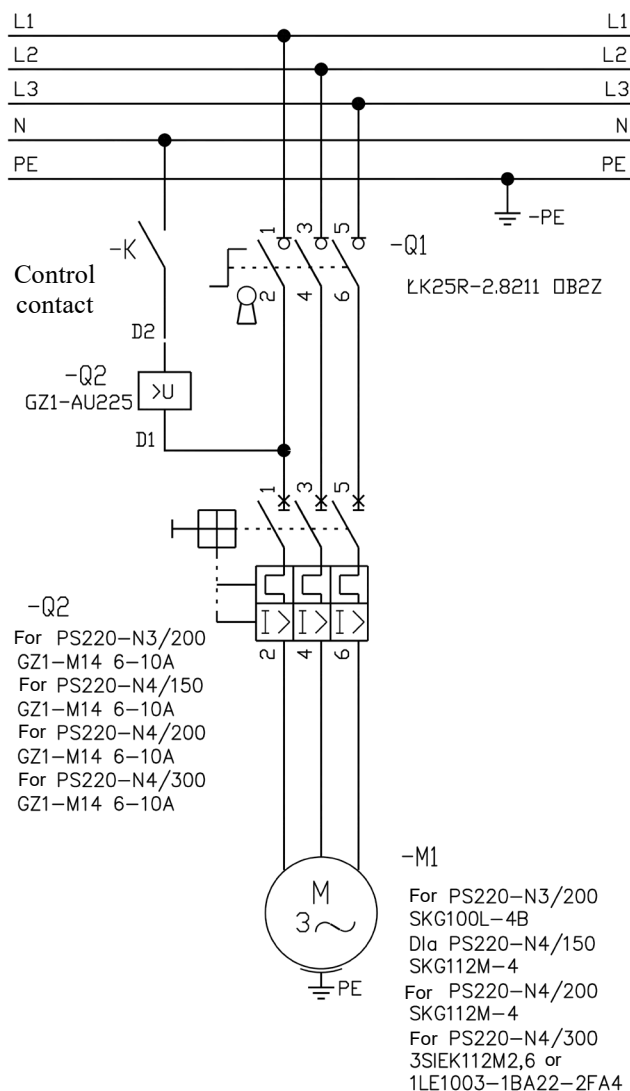 L1 L1
L2 L2
L3 L3
N N
PE PE
-PE
1 3 5
-K
-Q1
Control
contact
2 4 6
ŁK25R-2.8211 OB2Z
D2
-Q2
GZ1-AU225
>U
D1
1 3 5
-Q2
I> I> I>
For PS220-N3/200
GZ1-M14 6-10A
For PS220-N4/150
GZ1-M14 6-10A
For PS220-N4/200
GZ1-M14 6-10A
For PS220-N4/300
GZ1-M14 6-10A
2 4 6
-M1
M
3~
PE
For PS220-N3/200
SKG100L-4B
Dla PS220-N4/150
SKG112M-4
For PS220-N4/200
SKG112M-4
For PS220-N4/300
3SIEK112M2,6 or
1LE1003-1BA22-2FA4